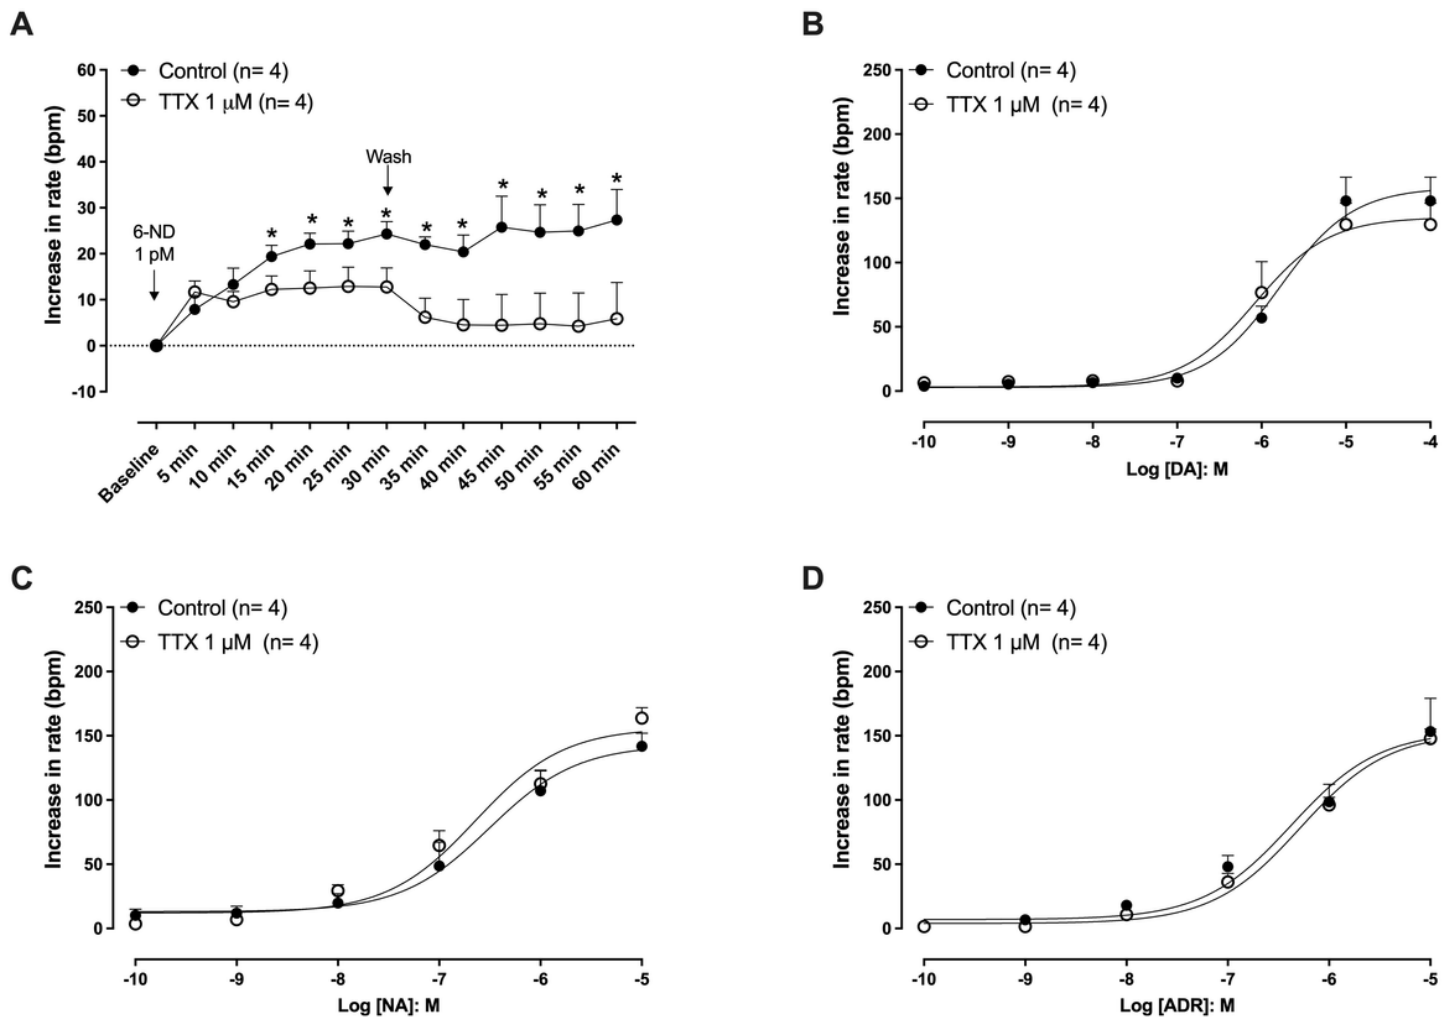 A
Control (n= 4)
TTX 1 μM (n= 4)
Increase in rate (bpm)
60
50
40
30
20
10
0
-10
6-ND
1 pM
Wash
* * * * * * * * * *
Baseline
5 min
10 min
15 min
20 min
25 min
30 min
35 min
40 min
45 min
50 min
55 min
60 min
B
Control (n= 4)
TTX 1 µM (n= 4)
Increase in rate (bpm)
250
200
150
100
50
0
-10 -9 -8 -7 -6 -5 -4
Log [DA]: M
C
Control (n= 4)
TTX 1 µM (n= 4)
Increase in rate (bpm)
250
200
150
100
50
0
-10 -9 -8 -7 -6 -5
Log [NA]: M
D
Control (n= 4)
TTX 1 µM (n= 4)
Increase in rate (bpm)
250
200
150
100
50
0
-10 -9 -8 -7 -6 -5
Log [ADR]: M